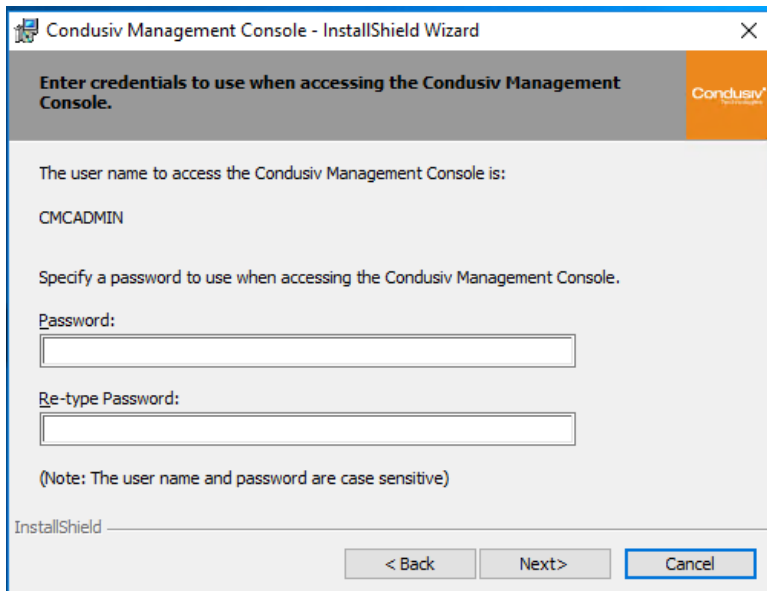 Condusiv Management Console - InstallShield Wizard
Enter credentials to use when accessing the Condusiv Management
Console.
Condusiv
Technologies
The user name to access the Condusiv Management Console is:
CMCADMIN
Specify a password to use when accessing the Condusiv Management Console.
Password:
Re-type Password:
(Note: The user name and password are case sensitive)
InstallShield
< Back
Next>
Cancel